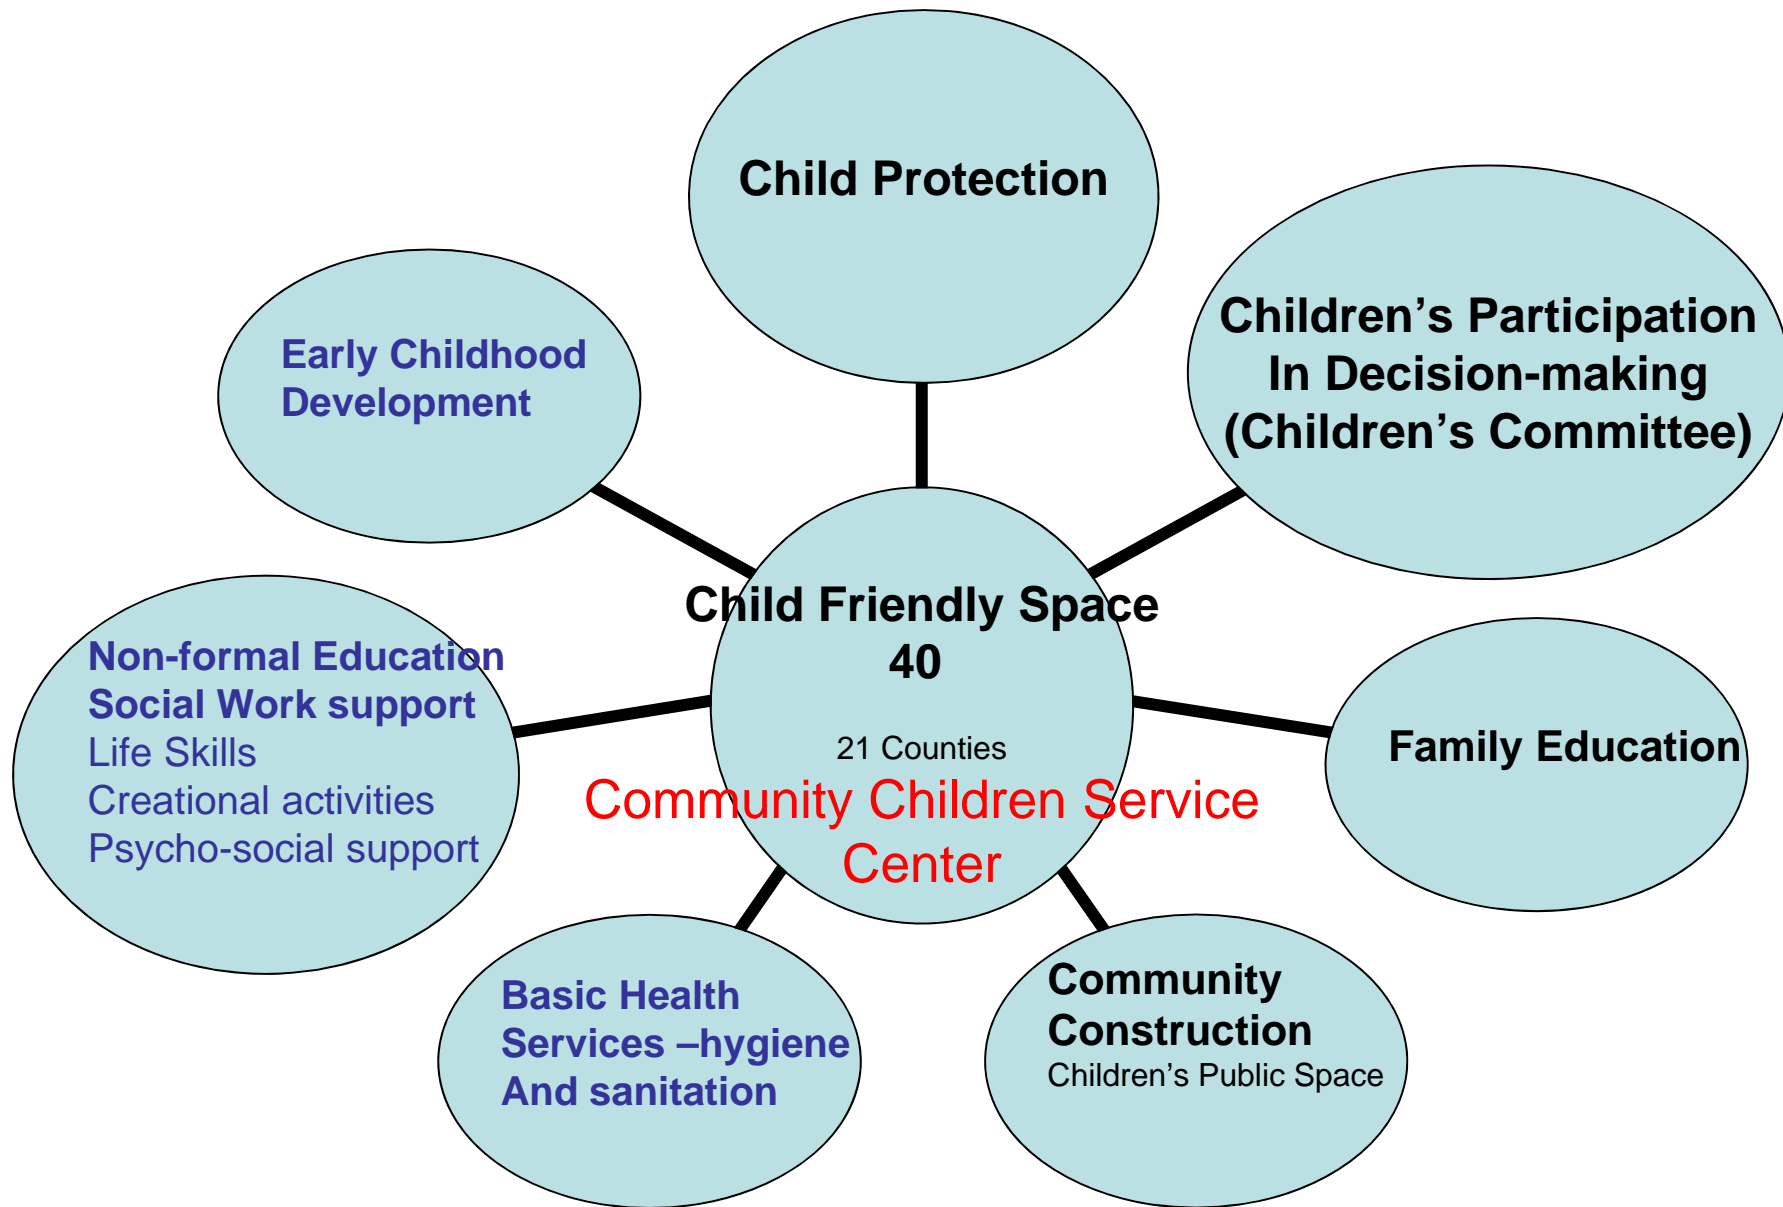 Child Protection
Children’s Participation
In Decision-making
(Children’s Committee)
Early Childhood
Development
Child Friendly Space
40
21 Counties
Community Children Service
Center
Non-formal Education
Social Work support
Life Skills
Creational activities
Psycho-social support
Family Education
Basic Health
Services –hygiene
And sanitation
Community
Construction
Children's Public Space